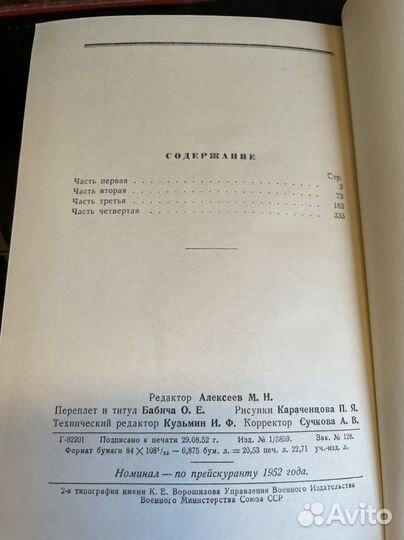 СОДЕРЖАНИЕ
Стр.
Часть первая . . . 3
Часть вторая . . . 73
Часть третья . . . 183
Часть четвертая . . . 333
Редактор Алексеев М. Н.
Переплет и титул Бабича О. Е. Рисунки Караченцова П. Я.
Технический редактор Кузьмин И. Ф. Корректор Сучкова А. В.
Г-92201 Подписано к печати 29.08.52 г. Изд. № 1/5859. Зак. № 128.
Формат бумаги 84 × 108¹/₃₂ — 6,875 бум. л. = 20,53 печ. л. 22,71 уч.-изд. л.
Номинал — по прейскуранту 1952 года.
2-я типография имени К. Е. Ворошилова Управления Военного Издательства
Военного Министерства Союза ССР
Avito